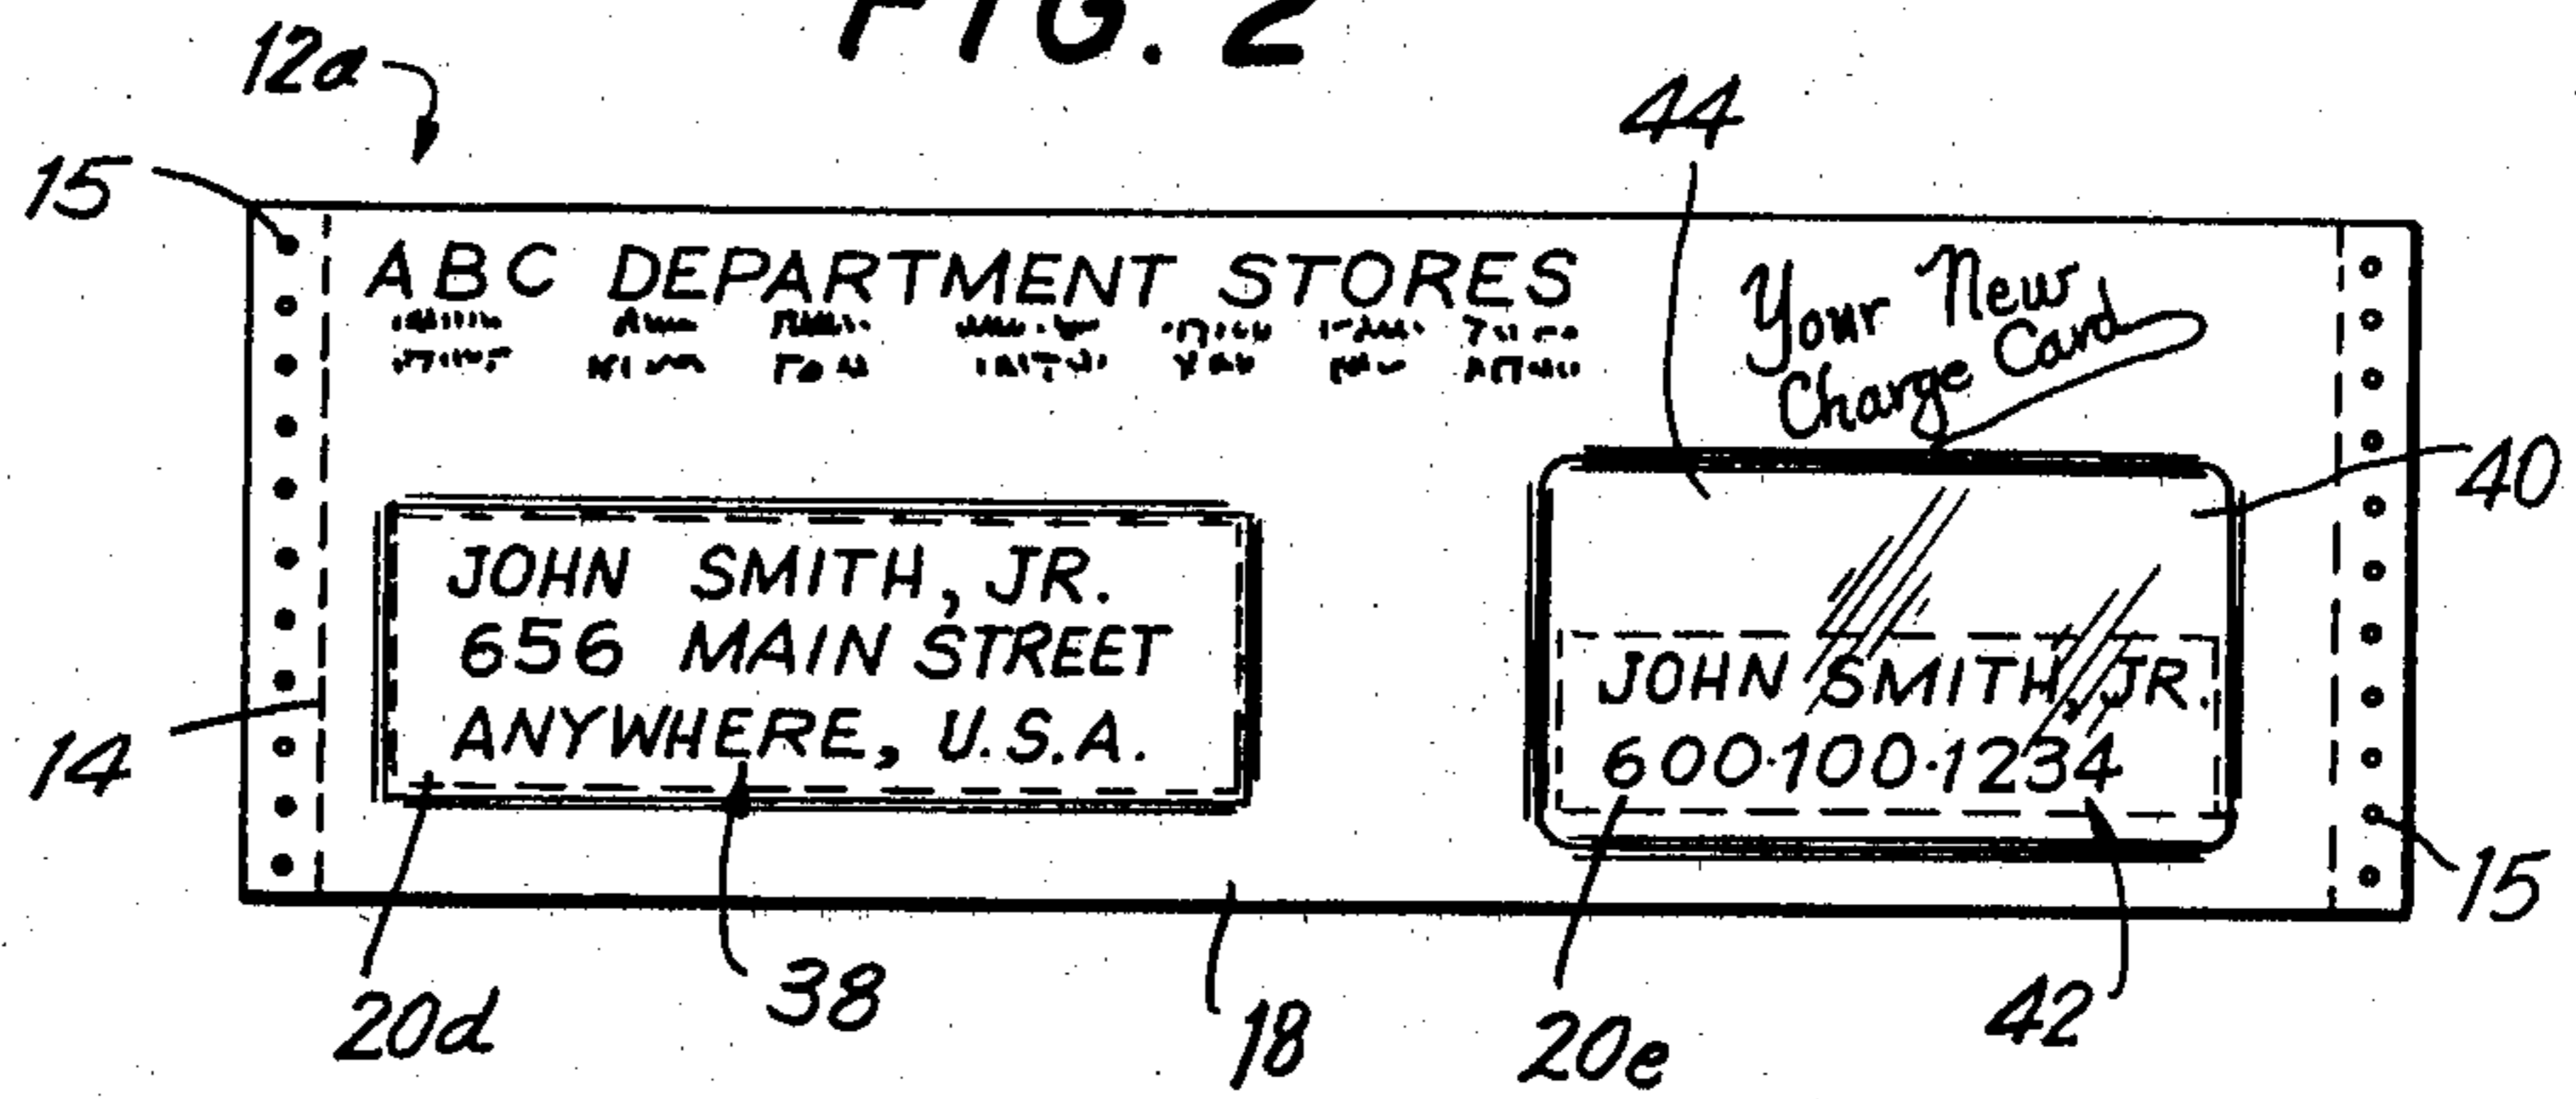 FIG. 2
12a
44
15
ABC DEPARTMENT STORES
Your New
Charge Card
40
JOHN SMITH, JR.
656 MAIN STREET
ANYWHERE, U.S.A.
JOHN SMITH, JR.
600·100·1234
14
15
20d
38
18
20e
42